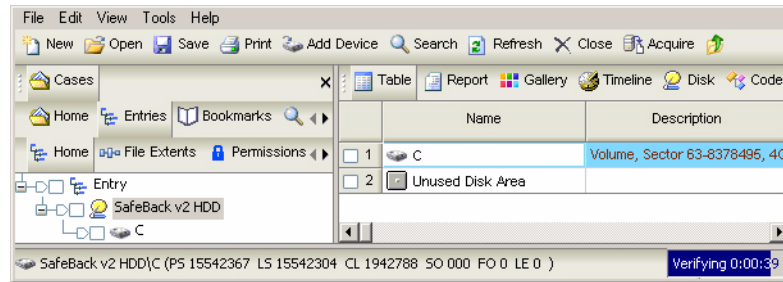 File Edit View Tools Help
New Open Save Print Add Device Search Refresh Close Acquire
Cases Table Report Gallery Timeline Disk Code
Home Entries Bookmarks Name Description
Home File Extents Permissions 1 C Volume, Sector 63-8378495, 4G
Entry 2 Unused Disk Area
SafeBack v2 HDD
C
SafeBack v2 HDD\C (PS 15542367 LS 15542304 CL 1942788 SO 000 FO 0 LE 0 ) Verifying 0:00:39